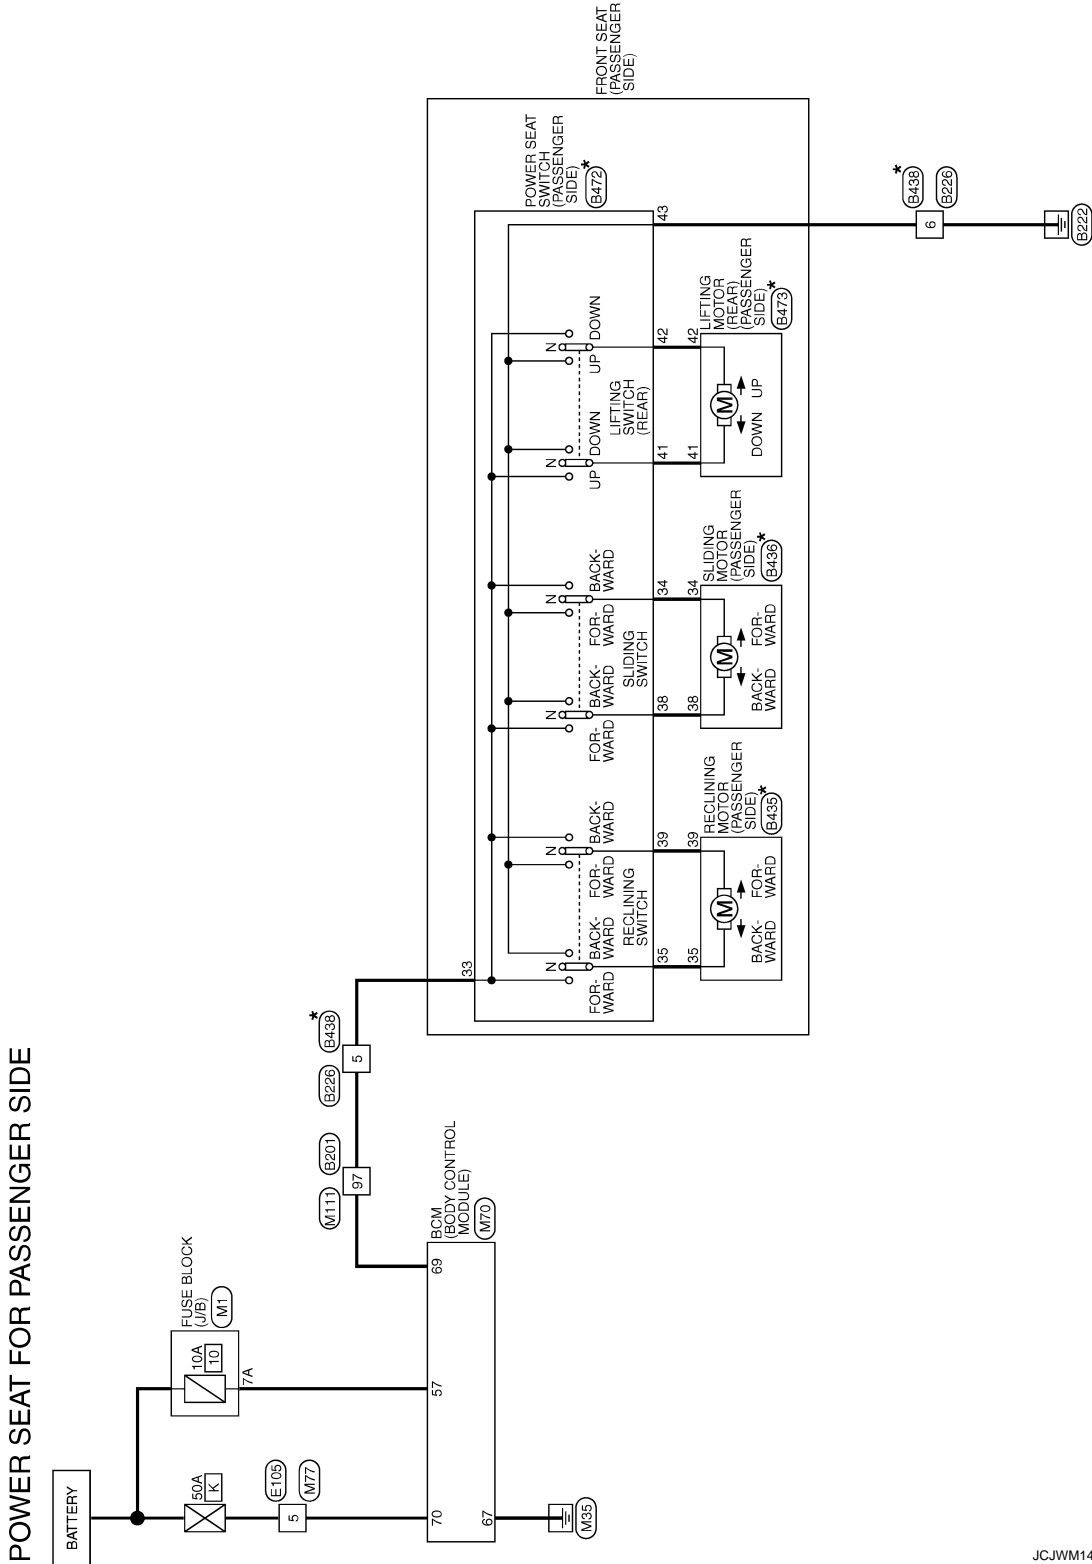 POWER SEAT FOR PASSENGER SIDE
BATTERY
50A
K
E105
5
M77
70
67
M35
FUSE BLOCK
(J/B)
M1
10A
10
7A
57
BCM
(BODY CONTROL
MODULE)
M70
69
M111
B201
97
B226
B438
*
5
33
FRONT SEAT
(PASSENGER
SIDE)
POWER SEAT
SWITCH
(PASSENGER
SIDE)
*
B472
N
FOR-
WARD
BACK-
WARD
N
FOR-
WARD
BACK-
WARD
RECLINING
SWITCH
35
39
35
39
RECLINING
MOTOR
(PASSENGER
SIDE)
*
B435
M
BACK-
WARD
FOR-
WARD
N
FOR-
WARD
BACK-
WARD
N
FOR-
WARD
BACK-
WARD
SLIDING
SWITCH
38
34
38
34
SLIDING
MOTOR
(PASSENGER
SIDE)
*
B436
M
BACK-
WARD
FOR-
WARD
N
UP
DOWN
N
UP
DOWN
LIFTING
SWITCH
(REAR)
41
42
41
42
LIFTING
MOTOR
(REAR)
(PASSENGER
SIDE)
*
B473
M
DOWN
UP
43
*
B438
6
B226
B222
JCJWM14